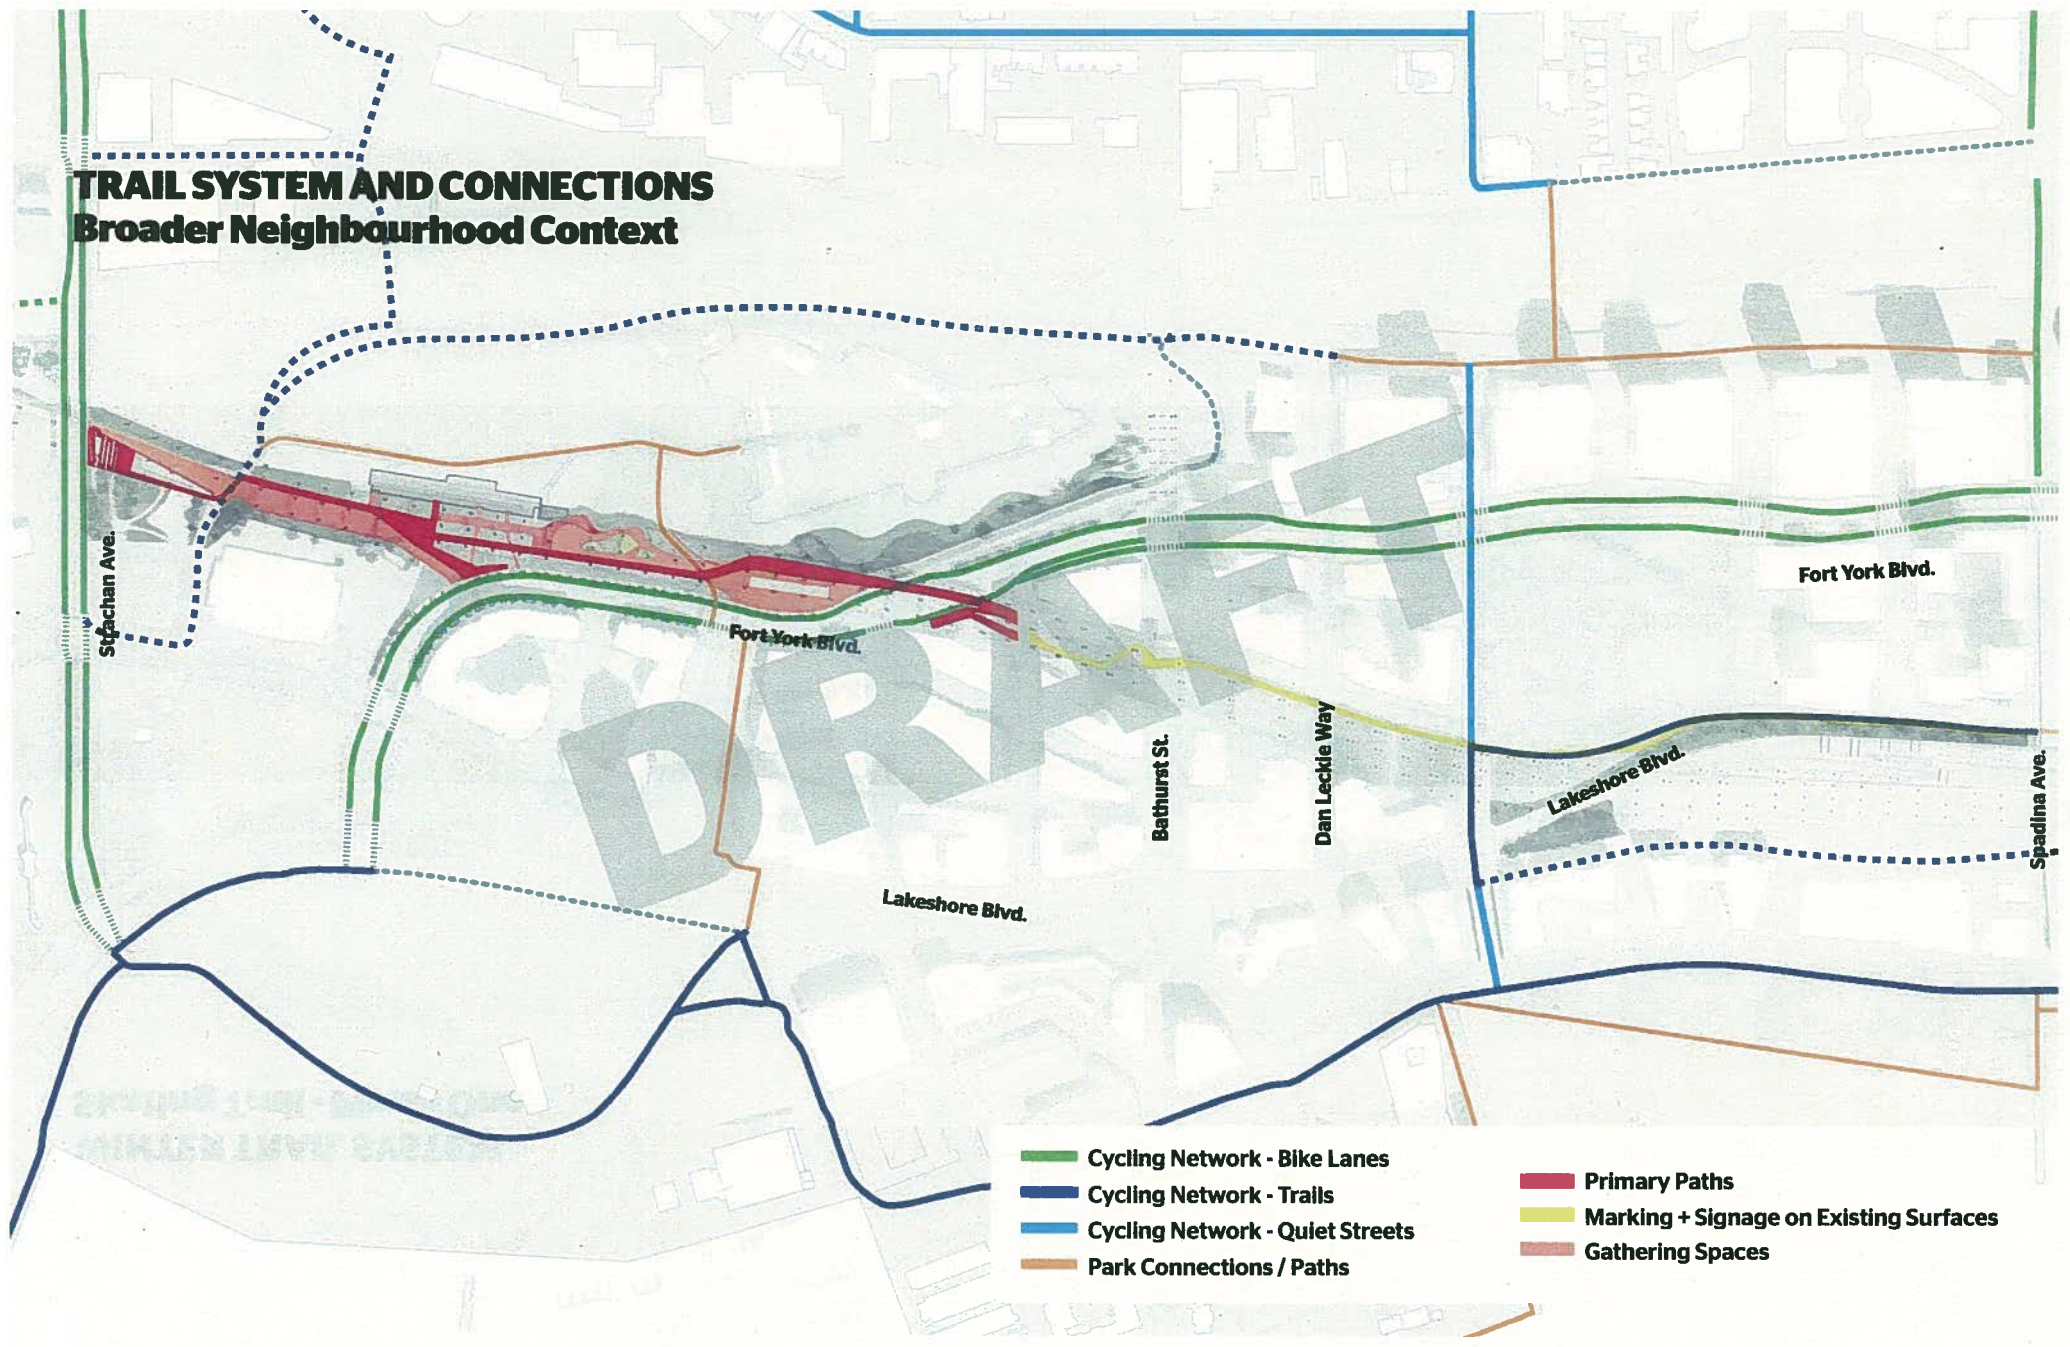 TRAIL SYSTEM AND CONNECTIONS
Broader Neighbourhood Context
Strachan Ave.
Fort York Blvd.
Fort York Blvd.
DRAFT
Bathurst St.
Dan Leckie Way
Lakeshore Blvd.
Spadina Ave.
Lakeshore Blvd.
Cycling Network - Bike Lanes
Cycling Network - Trails
Cycling Network - Quiet Streets
Park Connections / Paths
Primary Paths
Marking + Signage on Existing Surfaces
Gathering Spaces